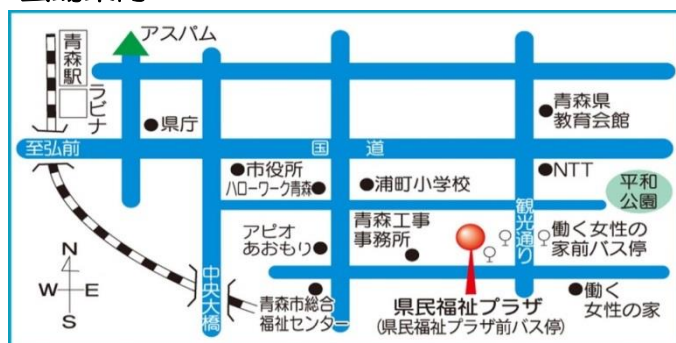 青森駅
ラビナ
アスパム
県庁
青森県
教育会館
至弘前
国道
市役所
ハローワーク青森
浦町小学校
NTT
平和
公園
アピオ
あおもり
青森工事
事務所
観光通り
働く女性の
家前バス停
N
W E
S
中央大橋
青森市総合
福祉センター
県民福祉プラザ
(県民福祉プラザ前バス停)
働く
女性の家